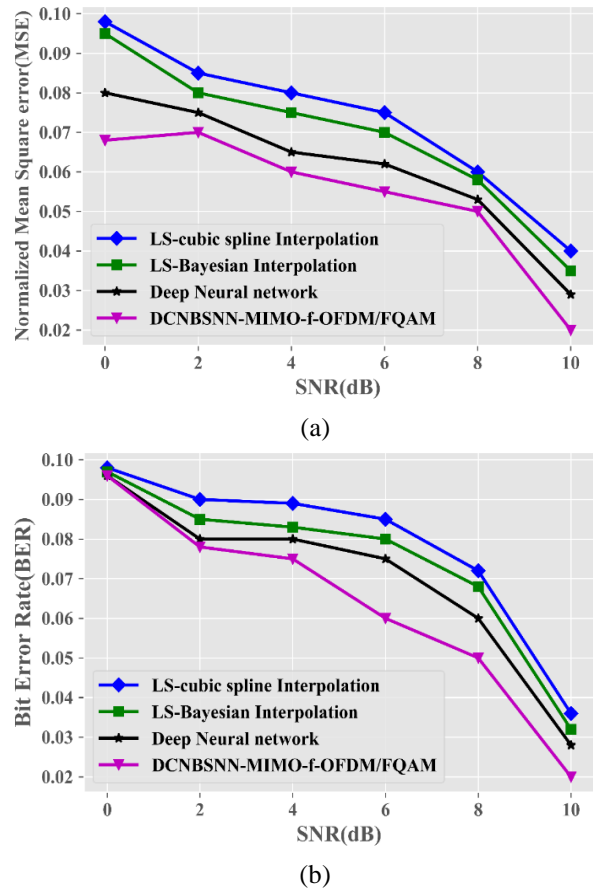 Normalized Mean Square error(MSE)
0.10
0.09
0.08
0.07
0.06
0.05
0.04
0.03
0.02
LS-cubic spline Interpolation
LS-Bayesian Interpolation
Deep Neural network
DCNBSNN-MIMO-f-OFDM/FQAM
0 2 4 6 8 10
SNR(dB)
(a)
Bit Error Rate(BER)
0.10
0.09
0.08
0.07
0.06
0.05
0.04
0.03
0.02
LS-cubic spline Interpolation
LS-Bayesian Interpolation
Deep Neural network
DCNBSNN-MIMO-f-OFDM/FQAM
0 2 4 6 8 10
SNR(dB)
(b)